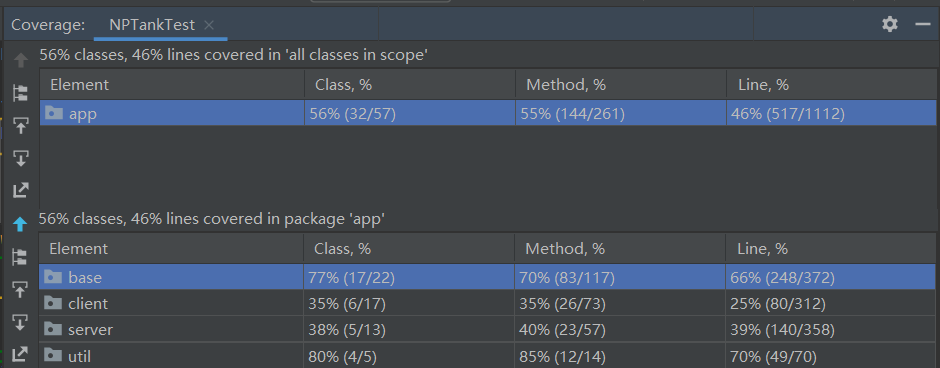 Coverage: NPTankTest
56% classes, 46% lines covered in 'all classes in scope'
Element Class, % Method, % Line, %
app 56% (32/57) 55% (144/261) 46% (517/1112)
56% classes, 46% lines covered in package 'app'
Element Class, % Method, % Line, %
base 77% (17/22) 70% (83/117) 66% (248/372)
client 35% (6/17) 35% (26/73) 25% (80/312)
server 38% (5/13) 40% (23/57) 39% (140/358)
util 80% (4/5) 85% (12/14) 70% (49/70)